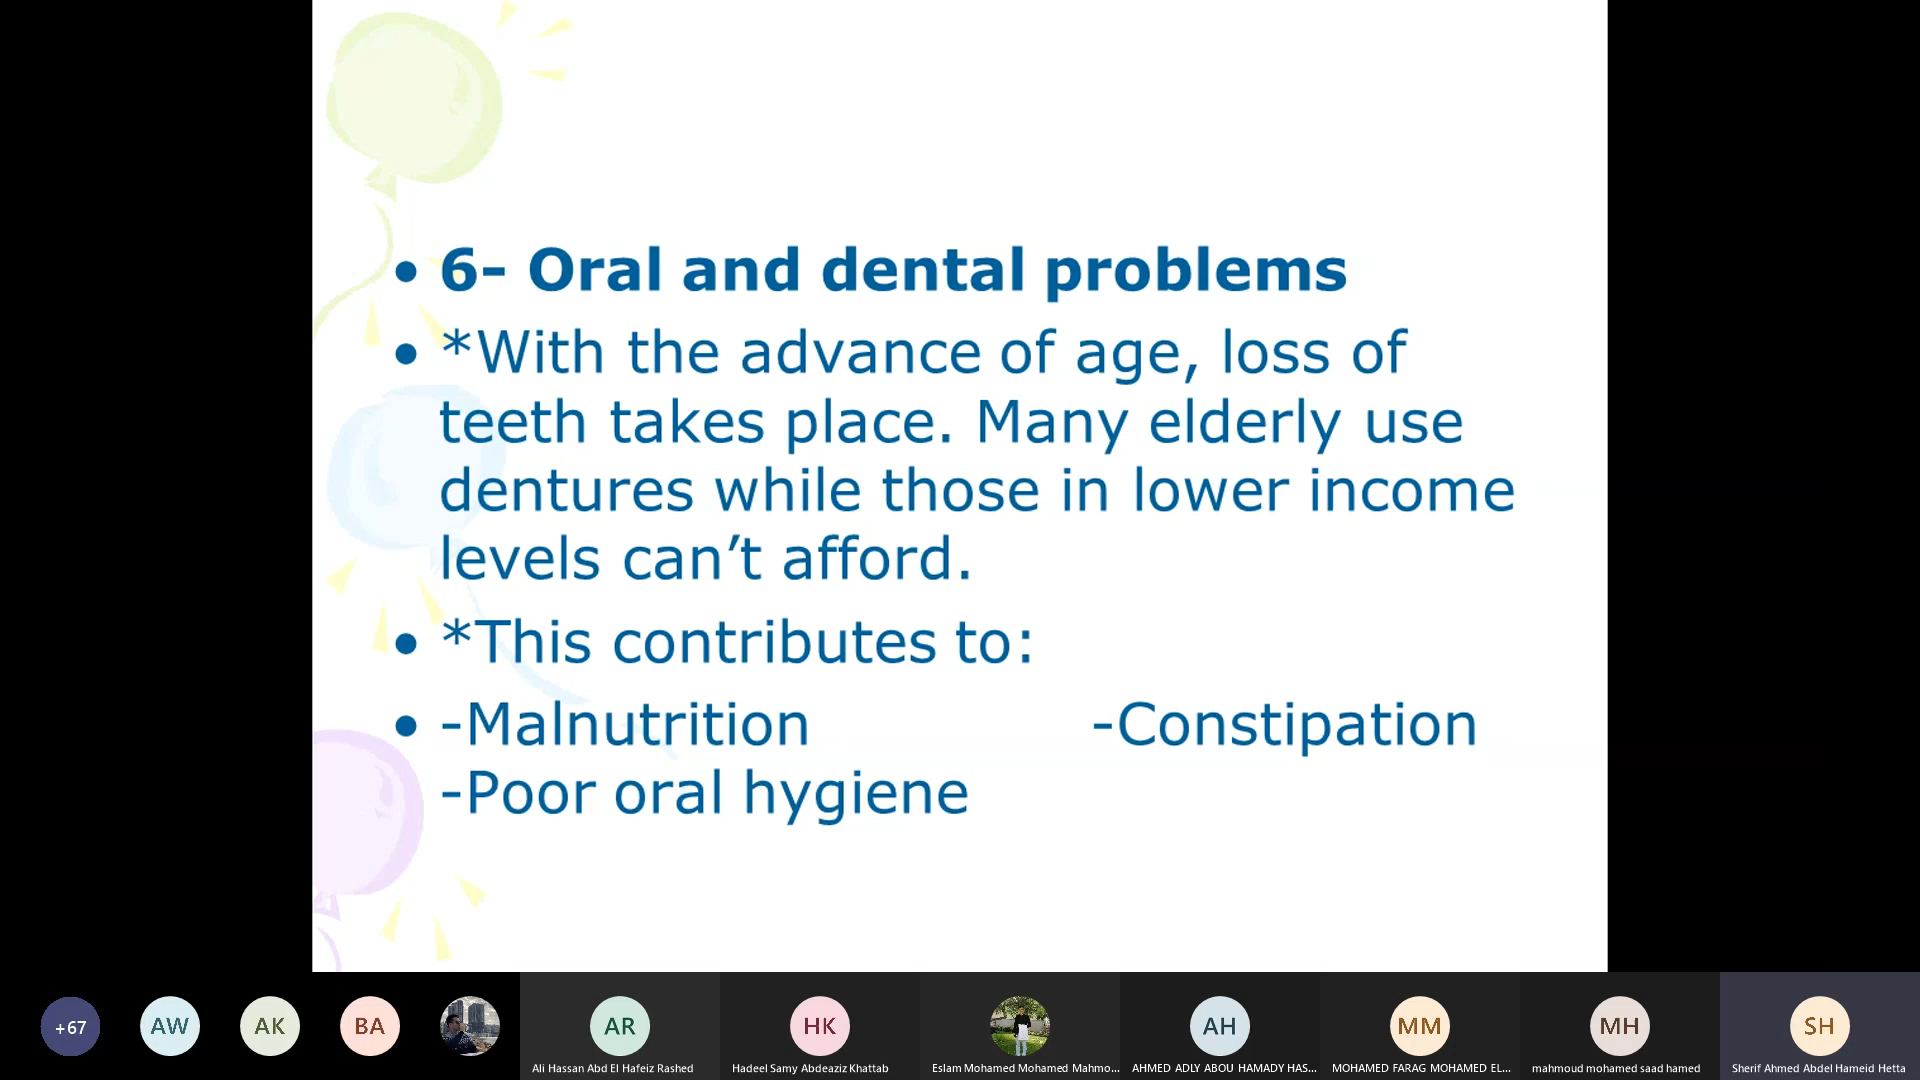 • 6- Oral and dental problems
• *With the advance of age, loss of
teeth takes place. Many elderly use
dentures while those in lower income
levels can’t afford.
• *This contributes to:
• -Malnutrition -Constipation
-Poor oral hygiene
+67 AW AK BA AR HK AH MM MH SH
Ali Hassan Abd El Hafeiz Rashed Hadeel Samy Abdeaziz Khattab Eslam Mohamed Mohamed Mahmo... AHMED ADLY ABOU HAMADY HAS... MOHAMED FARAG MOHAMED EL... mahmoud mohamed saad hamed Sherif Ahmed Abdel Hameid Hetta